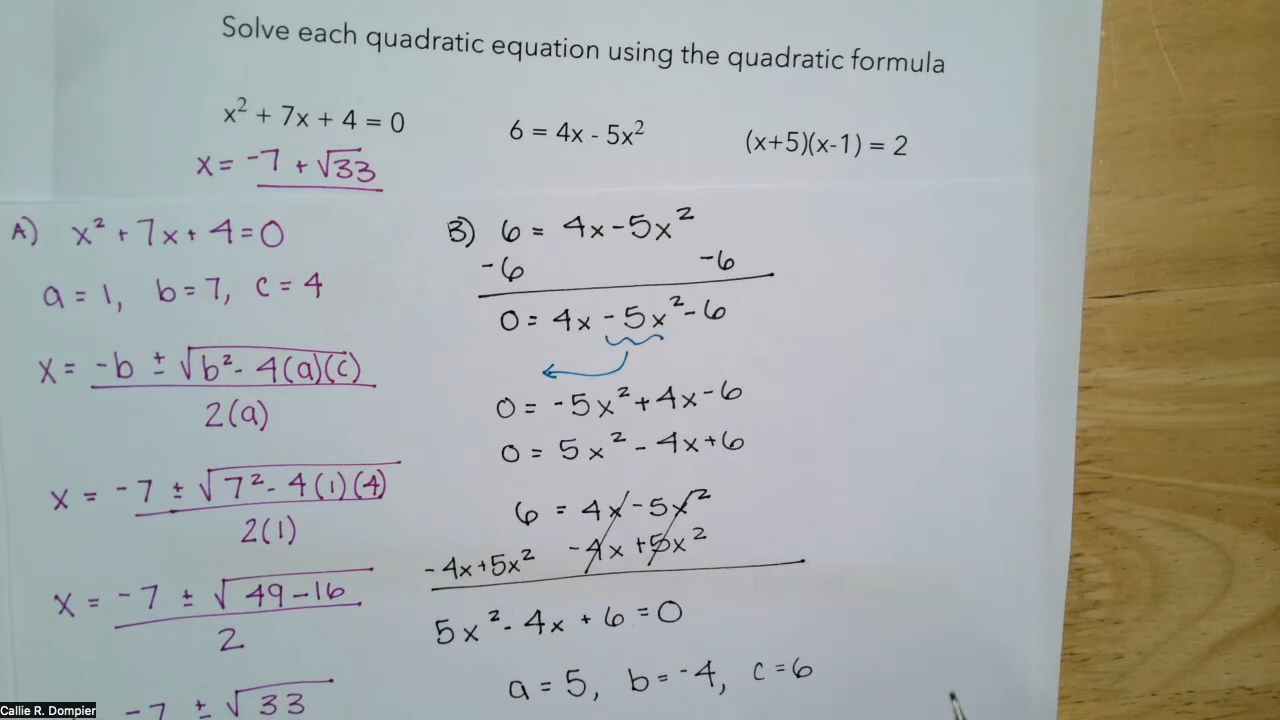 Solve each quadratic equation using the quadratic formula
x² + 7x + 4 = 0
6 = 4x - 5x²
(x+5)(x-1) = 2
x = -7 + √33
A) x² + 7x + 4 = 0
a = 1, b = 7, c = 4
x = -b ± √b² - 4(a)(c)
2(a)
x = -7 ± √7² - 4(1)(4)
2(1)
x = -7 ± √49-16
2
-7 ± √33
B) 6 = 4x - 5x²
-6 -6
0 = 4x - 5x² - 6
0 = -5x² + 4x - 6
0 = 5x² - 4x + 6
6 = 4x - 5x²
-4x+5x² -4x +5x²
5x² - 4x + 6 = 0
a = 5, b = -4, c = 6
Callie R. Dompier